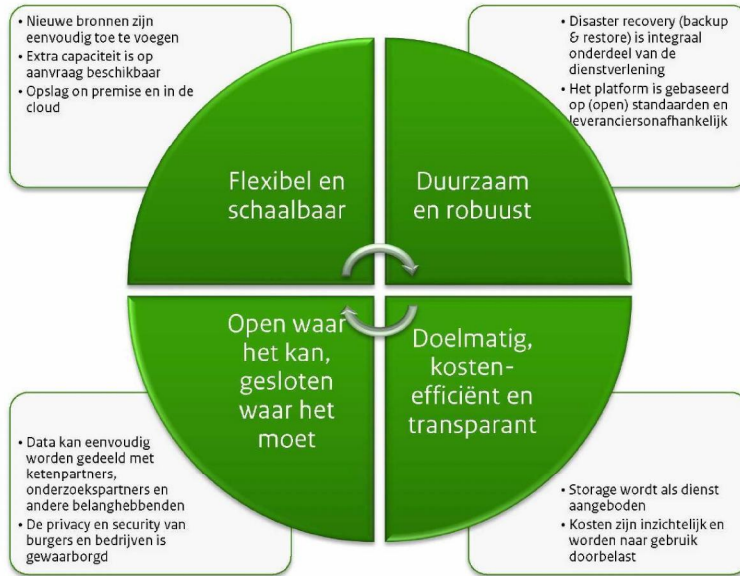 • Nieuwe bronnen zijn
eenvoudig toe te voegen
• Extra capaciteit is op
aanvraag beschikbaar
• Opslag on premise en in de
cloud
• Disaster recovery (backup
& restore) is integraal
onderdeel van de
dienstverlening
• Het platform is gebaseerd
op (open) standaarden en
leveranciersonafhankelijk
Flexibel en
schaalbaar
Duurzaam
en robuust
Open waar
het kan,
gesloten
waar het
moet
Doelmatig,
kosten-
efficiënt en
transparant
• Data kan eenvoudig
worden gedeeld met
ketenpartners,
onderzoekspartners en
andere belanghebbenden
• De privacy en security van
burgers en bedrijven is
gewaarborgd
• Storage wordt als dienst
aangeboden
• Kosten zijn inzichtelijk en
worden naar gebruik
doorbelast